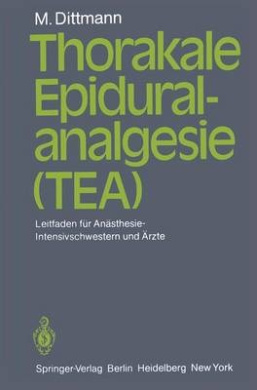 M. Dittmann
Thorakale
Epidural-
analgesie
(TEA)
Leitfaden für Anästhesie-
Intensivschwestern und Ärzte
Springer-Verlag Berlin Heidelberg New York